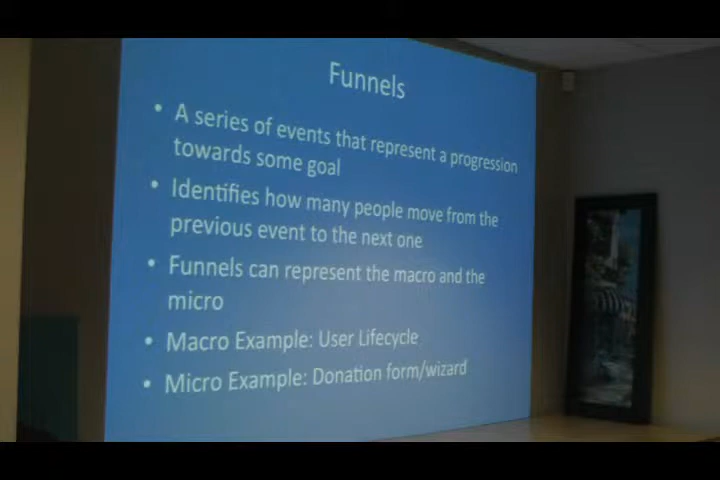 Funnels
• A series of events that represent a progression
towards some goal
• Identifies how many people move from the
previous event to the next one
• Funnels can represent the macro and the
micro
• Macro Example: User Lifecycle
• Micro Example: Donation form/wizard